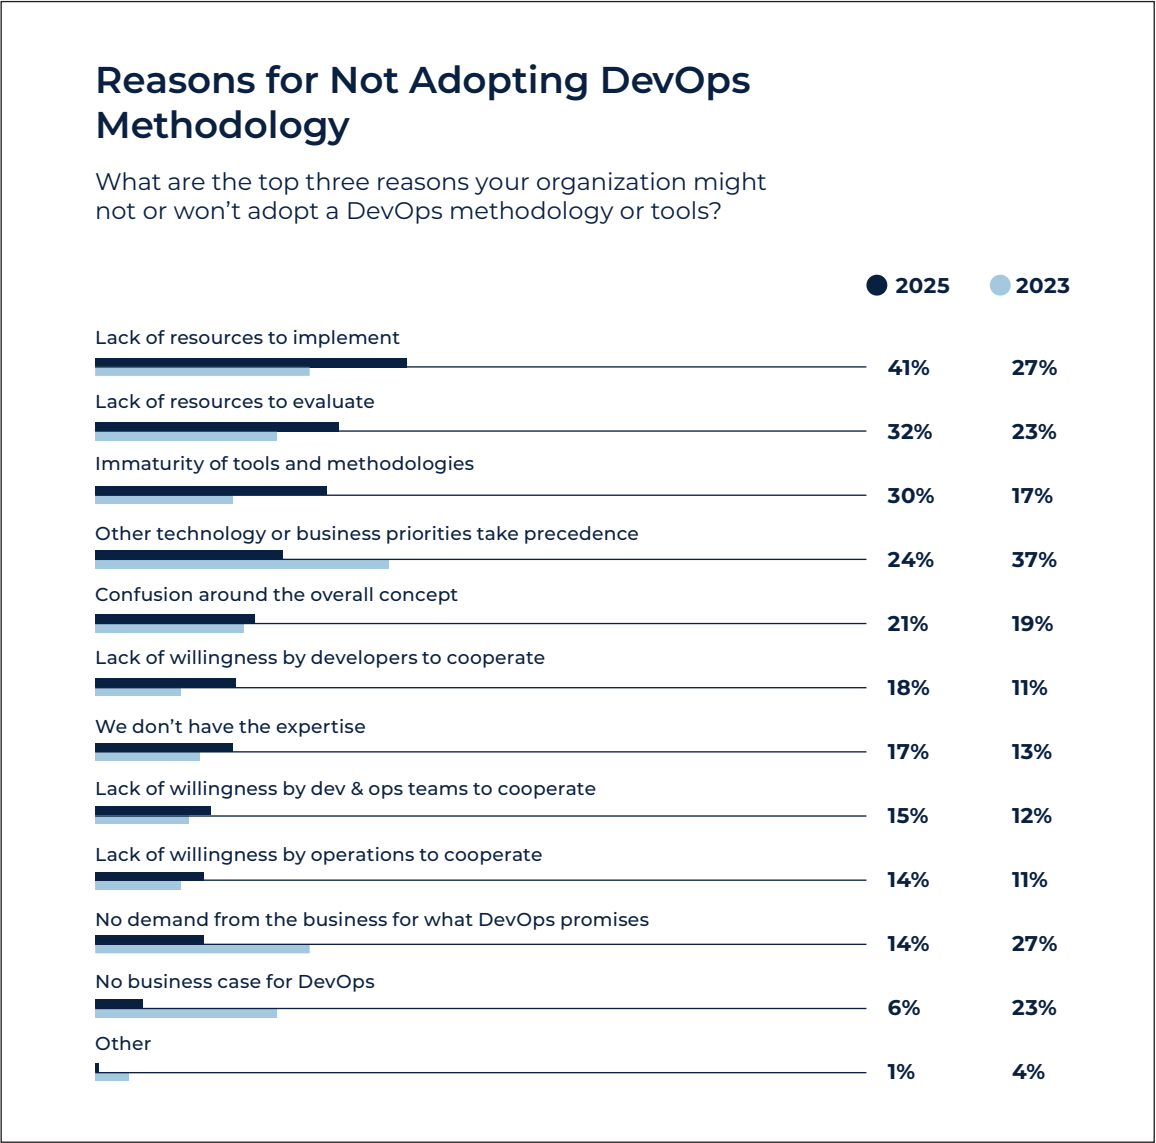 Reasons for Not Adopting DevOps
Methodology
What are the top three reasons your organization might
not or won’t adopt a DevOps methodology or tools?
2025 2023
Lack of resources to implement
41% 27%
Lack of resources to evaluate
32% 23%
Immaturity of tools and methodologies
30% 17%
Other technology or business priorities take precedence
24% 37%
Confusion around the overall concept
21% 19%
Lack of willingness by developers to cooperate
18% 11%
We don’t have the expertise
17% 13%
Lack of willingness by dev & ops teams to cooperate
15% 12%
Lack of willingness by operations to cooperate
14% 11%
No demand from the business for what DevOps promises
14% 27%
No business case for DevOps
6% 23%
Other
1% 4%